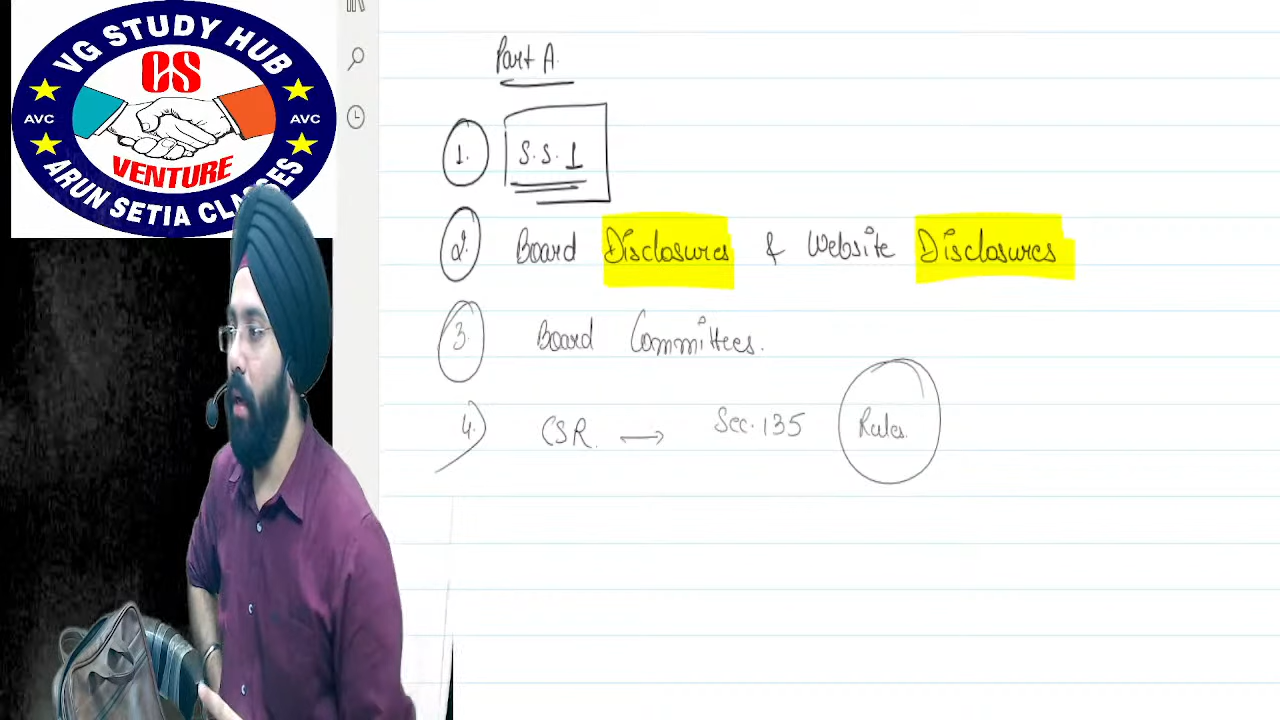 VG STUDY HUB
CS
AVC
AVC
VENTURE
ARUN SETIA CLASSES
Part A.
1. S.S.1
2. Board Disclosures & Website Disclosures
3. Board Committees.
4. CSR. → Sec.135 Rules.